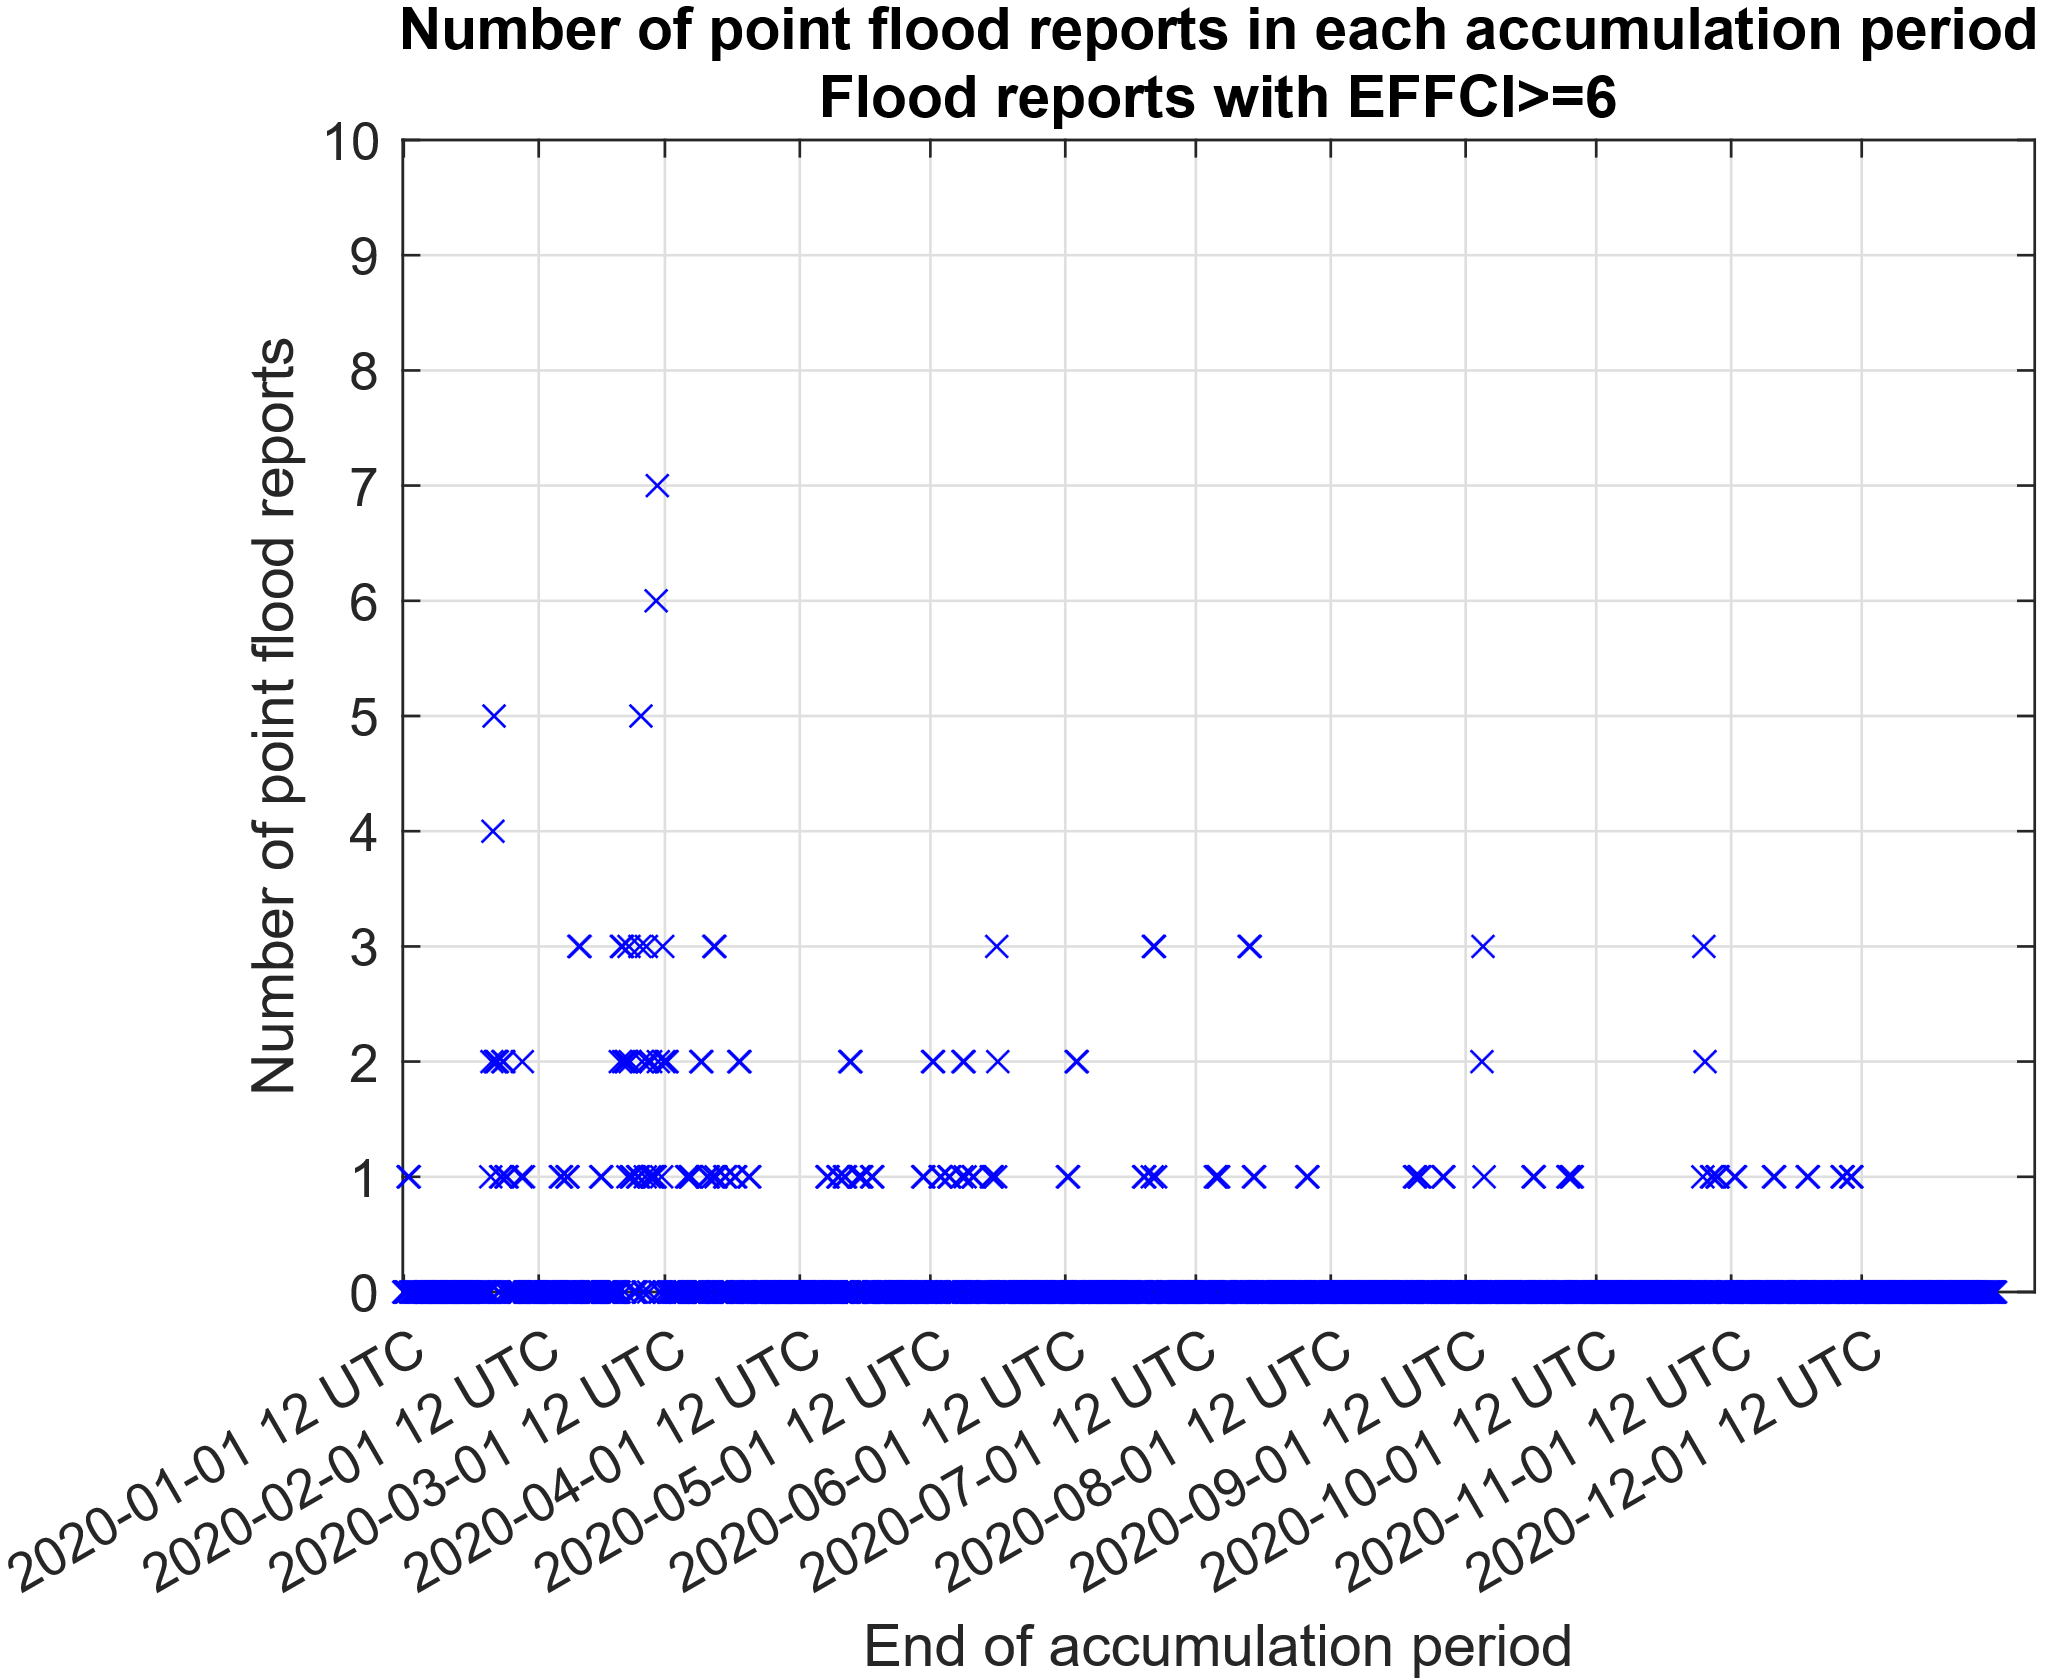 Number of point flood reports in each accumulation period
Flood reports with EFFCI>=6
Number of point flood reports
10
9
8
7
6
5
4
3
2
1
0
2020-01-01 12 UTC
2020-02-01 12 UTC
2020-03-01 12 UTC
2020-04-01 12 UTC
2020-05-01 12 UTC
2020-06-01 12 UTC
2020-07-01 12 UTC
2020-08-01 12 UTC
2020-09-01 12 UTC
2020-10-01 12 UTC
2020-11-01 12 UTC
2020-12-01 12 UTC
End of accumulation period